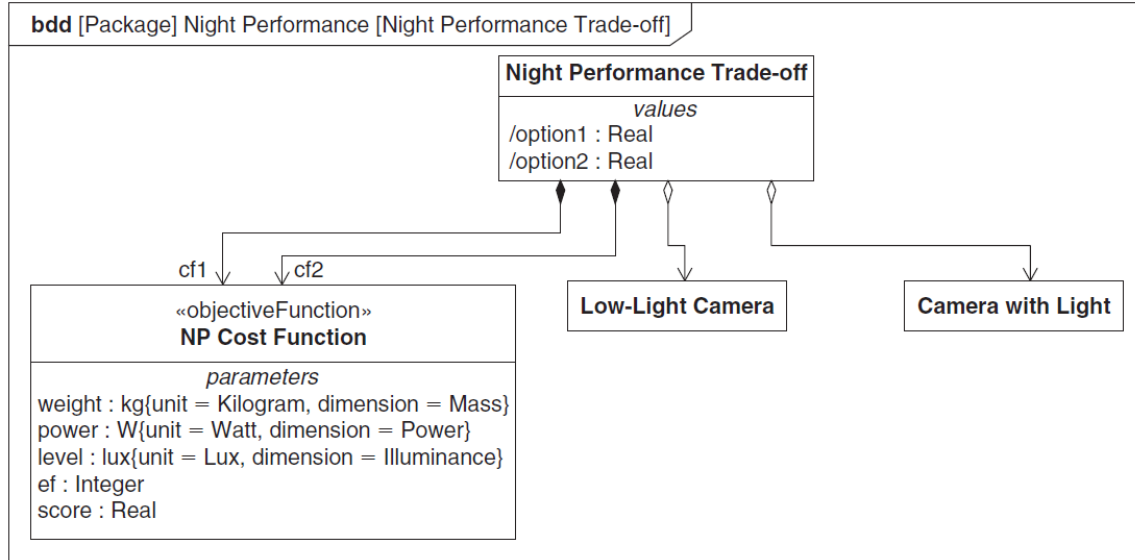 bdd [Package] Night Performance [Night Performance Trade-off]
Night Performance Trade-off
values
/option1 : Real
/option2 : Real
cf1
cf2
«objectiveFunction»
NP Cost Function
parameters
weight : kg{unit = Kilogram, dimension = Mass}
power : W{unit = Watt, dimension = Power}
level : lux{unit = Lux, dimension = Illuminance}
ef : Integer
score : Real
Low-Light Camera
Camera with Light